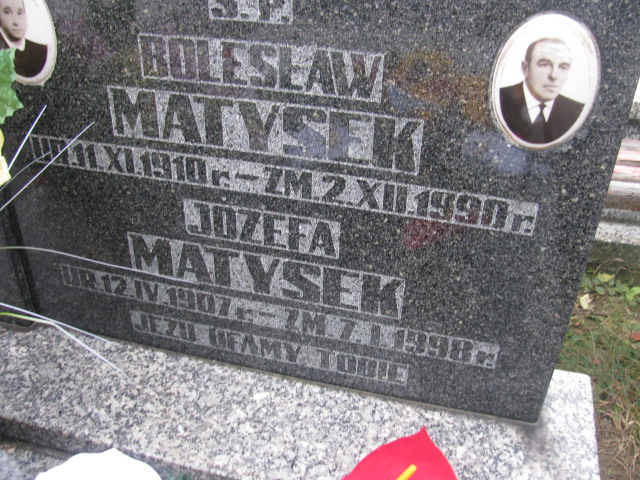 Ś.P.
BOLESŁAW
MATYSEK
UR.11.XI.1910 r. – ZM.2.XII.1990 r.
JÓZEFA
MATYSEK
UR.12.IV.1907 r. – ZM.7.I.1998 r.
JEZU UFAMY TOBIE